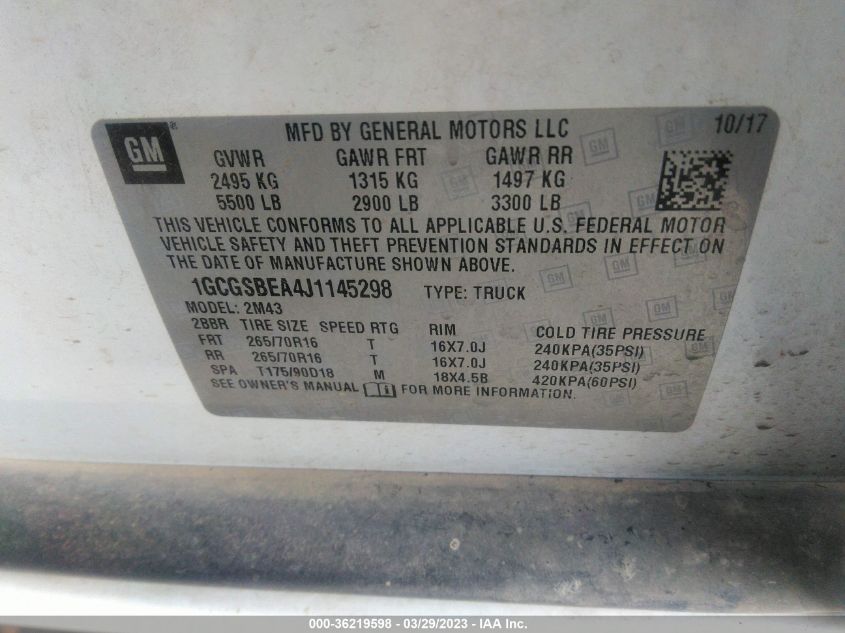 GM
MFD BY GENERAL MOTORS LLC 10/17
GVWR GAWR FRT GAWR RR
2495 KG 1315 KG 1497 KG
5500 LB 2900 LB 3300 LB
THIS VEHICLE CONFORMS TO ALL APPLICABLE U.S. FEDERAL MOTOR
VEHICLE SAFETY AND THEFT PREVENTION STANDARDS IN EFFECT ON
THE DATE OF MANUFACTURE SHOWN ABOVE.
1GCGSBEA4J1145298 TYPE: TRUCK
MODEL: 2M43
2BBR TIRE SIZE SPEED RTG RIM COLD TIRE PRESSURE
FRT 265/70R16 T 16X7.0J 240KPA(35PSI)
RR 265/70R16 T 16X7.0J 240KPA(35PSI)
SPA T175/90D18 M 18X4.5B 420KPA(60PSI)
SEE OWNER'S MANUAL FOR MORE INFORMATION.
000-36219598 - 03/29/2023 - IAA Inc.